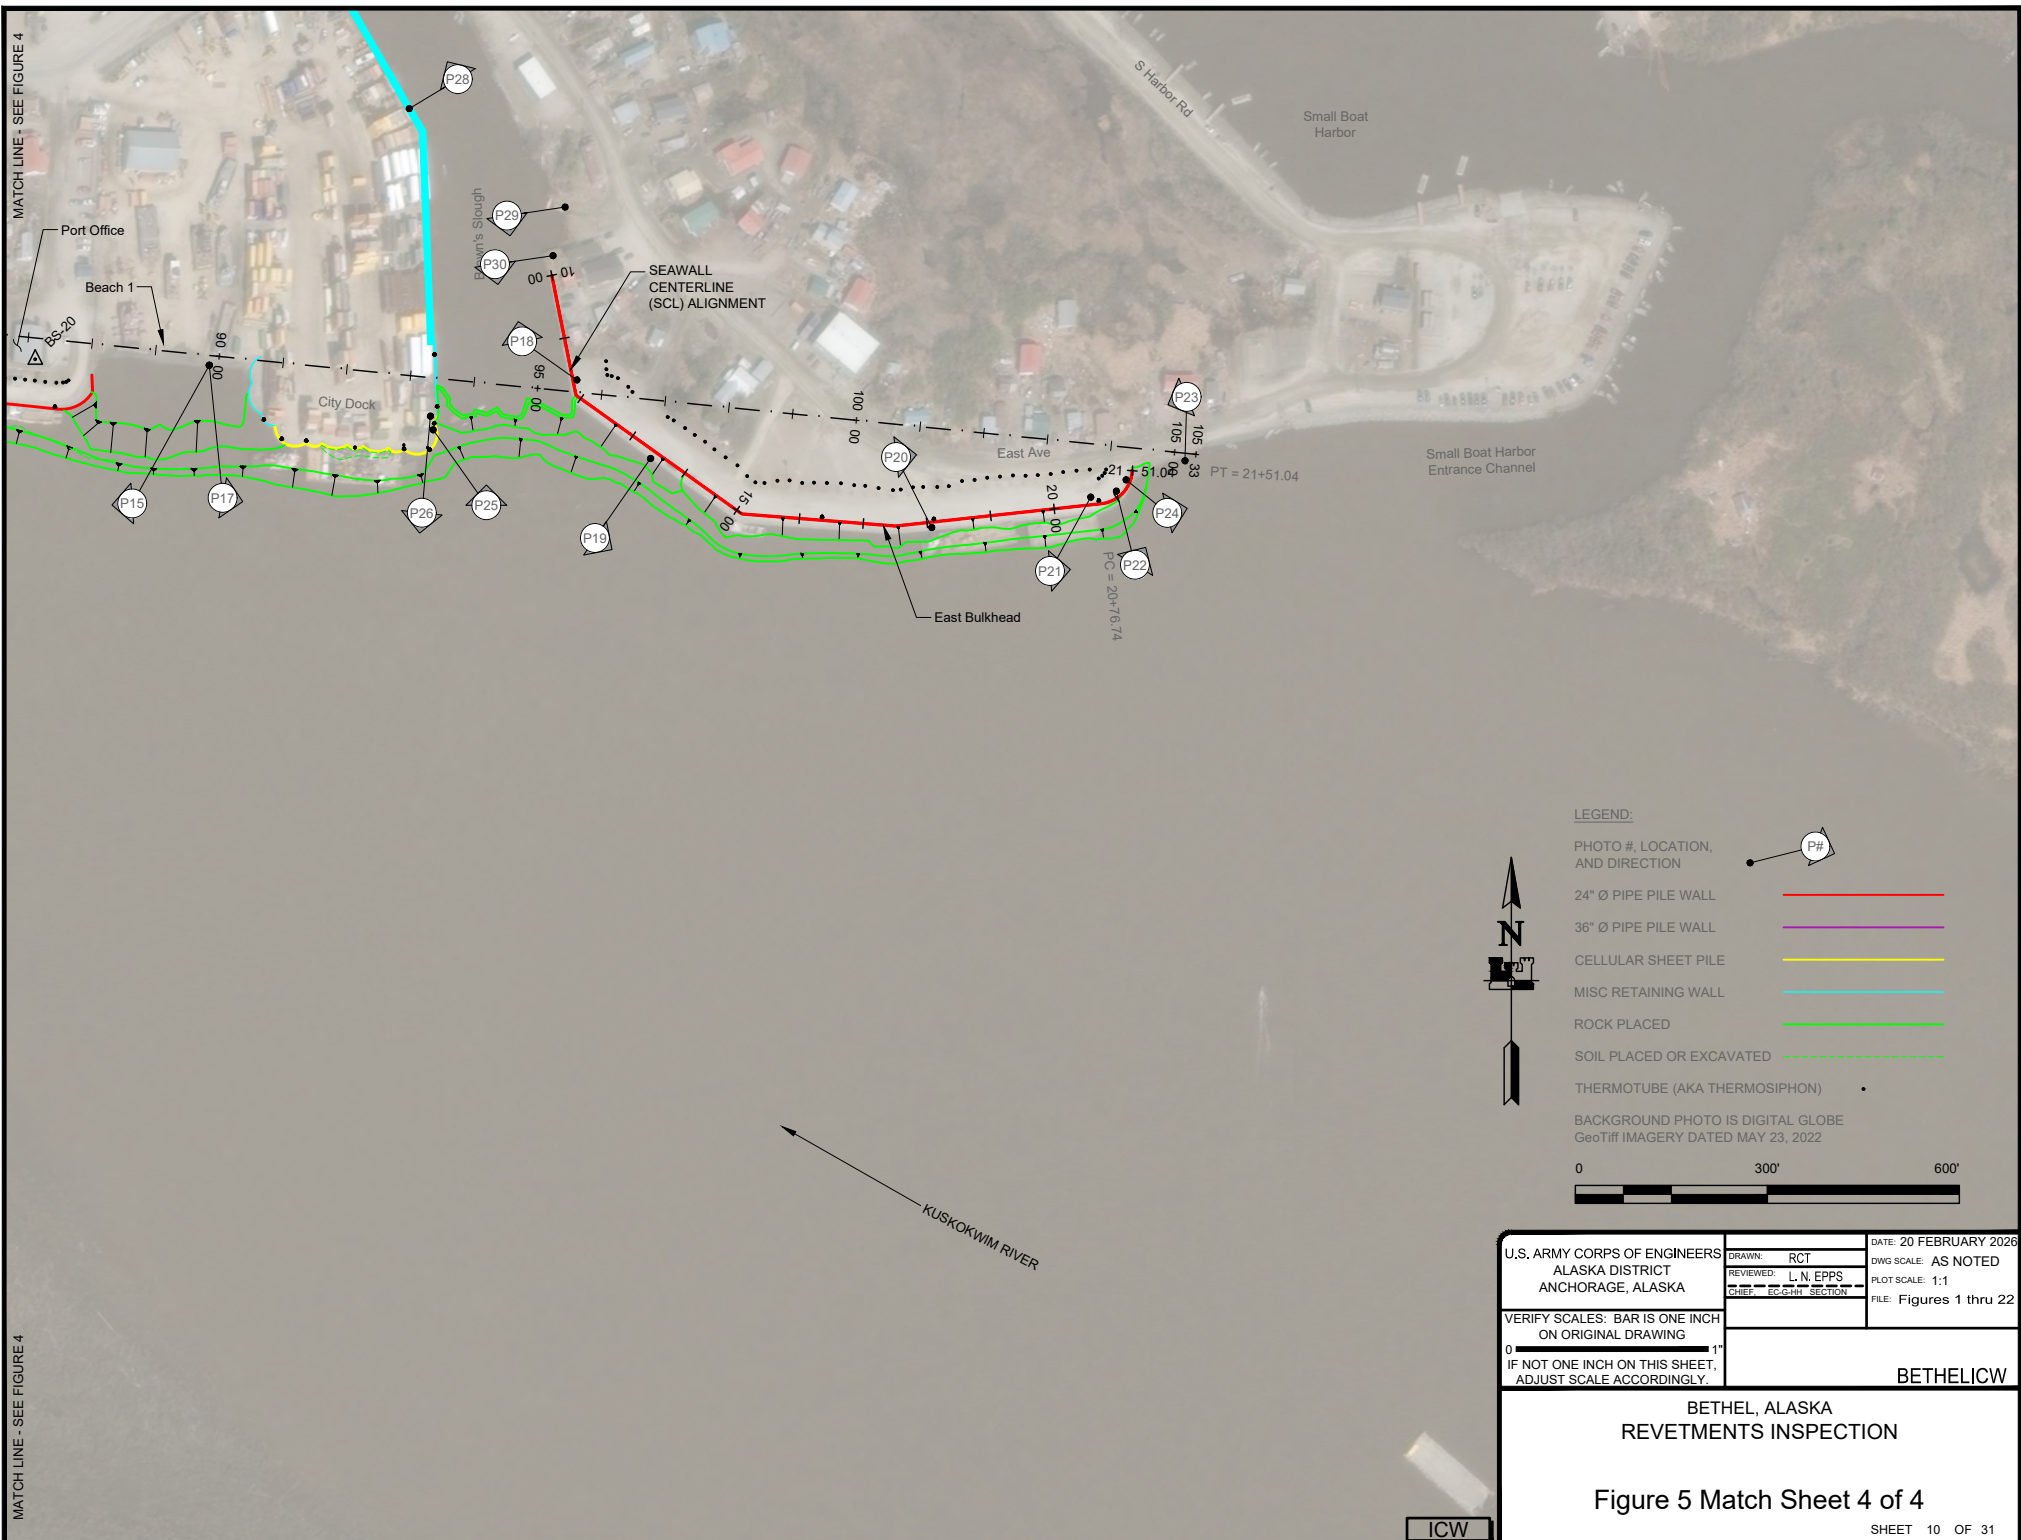 MATCH LINE - SEE FIGURE 4
P28
S Harbor Rd
Small Boat
Harbor
Brown's Slough
P29
P30
Port Office
Beach 1
BS-20
10 00
SEAWALL
CENTERLINE
(SCL) ALIGNMENT
P18
90 00
95 + 00
100 00
City Dock
P23
105 00
105 33
P20
East Ave
21 + 51.04
PT = 21+51.04
Small Boat Harbor
Entrance Channel
P15
P17
P26
P25
P19
15 00
20 00
P24
P21
P22
PC = 20+76.74
East Bulkhead
LEGEND:
PHOTO #, LOCATION,
AND DIRECTION
P#
24" Ø PIPE PILE WALL
36" Ø PIPE PILE WALL
CELLULAR SHEET PILE
MISC RETAINING WALL
ROCK PLACED
SOIL PLACED OR EXCAVATED
THERMOTUBE (AKA THERMOSIPHON)
BACKGROUND PHOTO IS DIGITAL GLOBE
GeoTiff IMAGERY DATED MAY 23, 2022
0 300' 600'
N
KUSKOKWIM RIVER
MATCH LINE - SEE FIGURE 4
U.S. ARMY CORPS OF ENGINEERS
ALASKA DISTRICT
ANCHORAGE, ALASKA
DRAWN: RCT
REVIEWED: L. N. EPPS
CHIEF, EC-G-HH SECTION
DATE: 20 FEBRUARY 2026
DWG SCALE: AS NOTED
PLOT SCALE: 1:1
FILE: Figures 1 thru 22
VERIFY SCALES: BAR IS ONE INCH
ON ORIGINAL DRAWING
0 1"
IF NOT ONE INCH ON THIS SHEET,
ADJUST SCALE ACCORDINGLY.
BETHELICW
BETHEL, ALASKA
REVETMENTS INSPECTION
Figure 5 Match Sheet 4 of 4
SHEET 10 OF 31
ICW